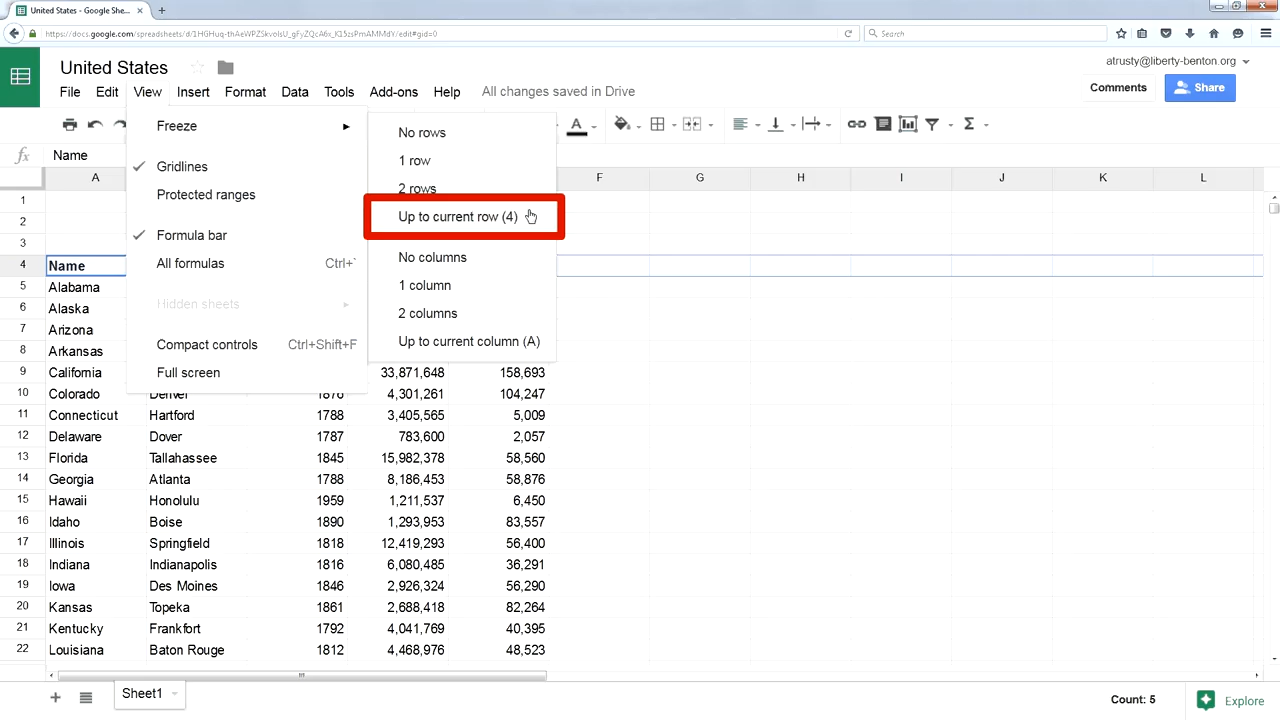 United States - Google She...
https://docs.google.com/spreadsheets/d/
Search
United States
atrusty@liberty-benton.org
File Edit View Insert Format Data Tools Add-ons Help All changes saved in Drive
Comments
Share
fx Name
Freeze
Gridlines
Protected ranges
Formula bar
All formulas Ctrl+`
Hidden sheets
Compact controls Ctrl+Shift+F
Full screen
No rows
1 row
2 rows
Up to current row (4)
No columns
1 column
2 columns
Up to current column (A)
A F G H I J K L
1
2
3
4 Name
5 Alabama
6 Alaska
7 Arizona
8 Arkansas
9 California 33,871,648 158,693
10 Colorado Denver 1876 4,301,261 104,247
11 Connecticut Hartford 1788 3,405,565 5,009
12 Delaware Dover 1787 783,600 2,057
13 Florida Tallahassee 1845 15,982,378 58,560
14 Georgia Atlanta 1788 8,186,453 58,876
15 Hawaii Honolulu 1959 1,211,537 6,450
16 Idaho Boise 1890 1,293,953 83,557
17 Illinois Springfield 1818 12,419,293 56,400
18 Indiana Indianapolis 1816 6,080,485 36,291
19 Iowa Des Moines 1846 2,926,324 56,290
20 Kansas Topeka 1861 2,688,418 82,264
21 Kentucky Frankfort 1792 4,041,769 40,395
22 Louisiana Baton Rouge 1812 4,468,976 48,523
Sheet1
Count: 5
Explore